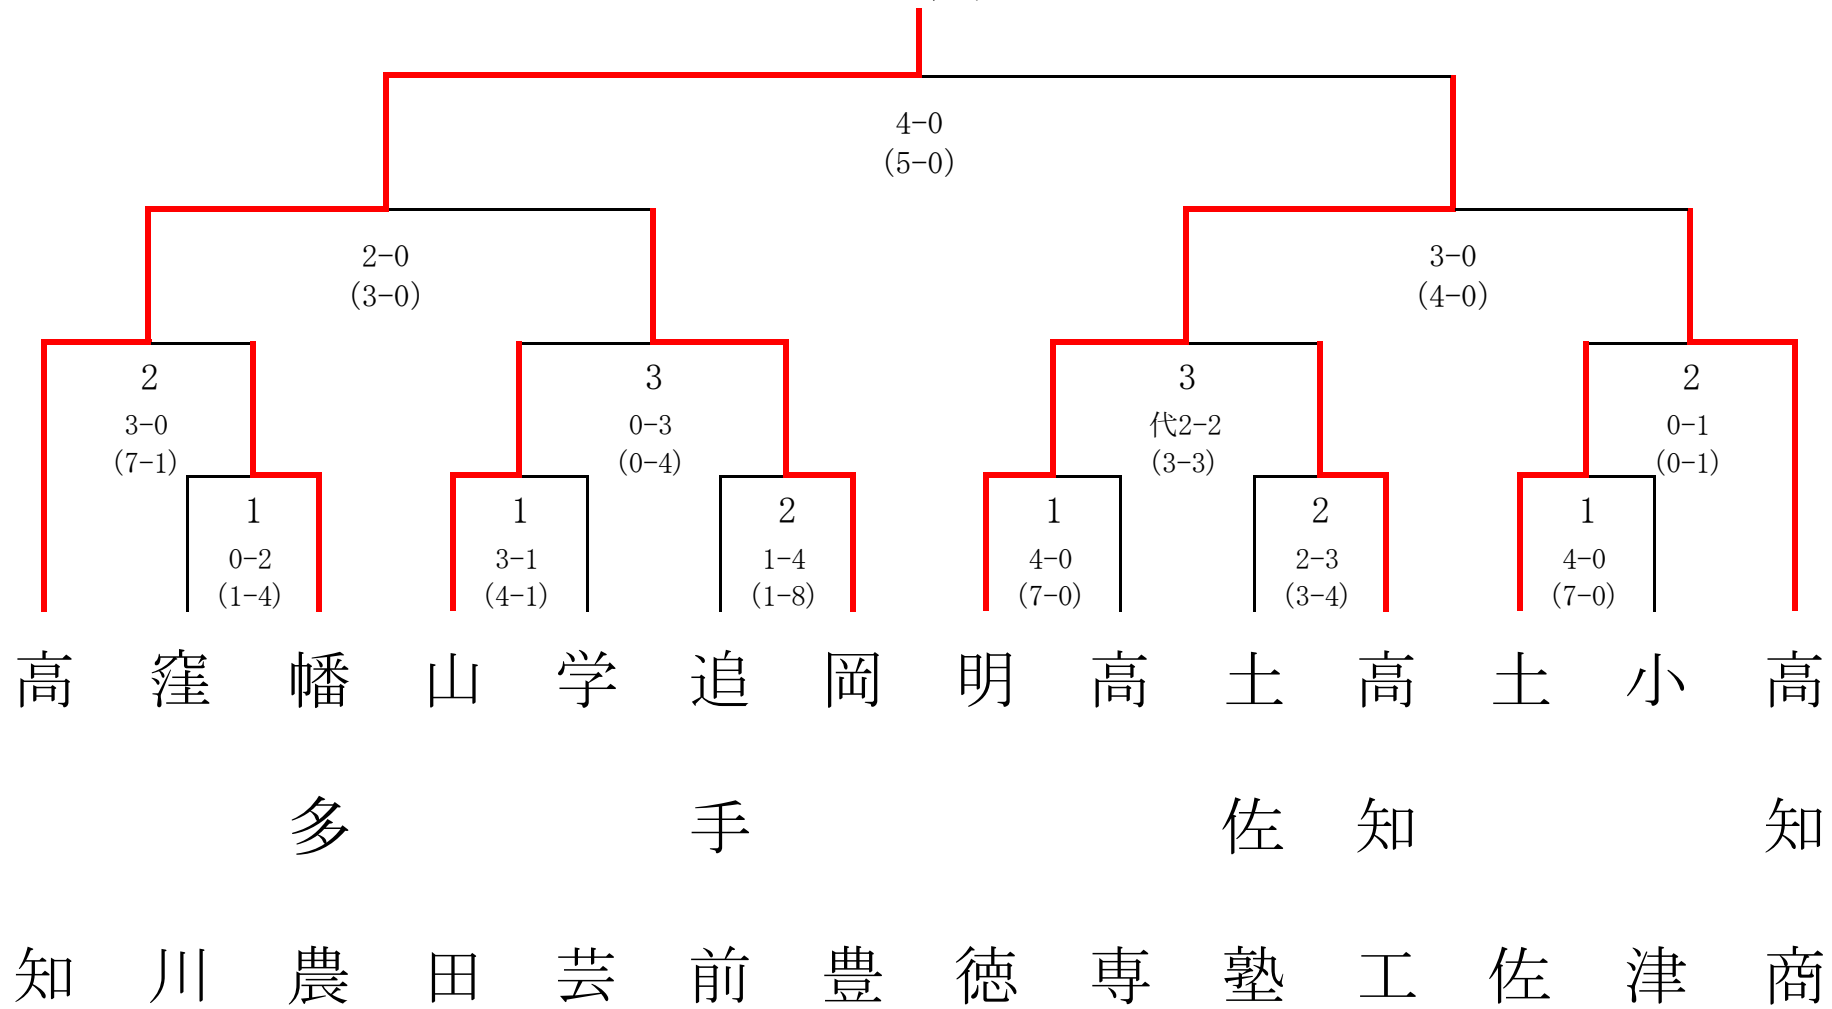 4-0
(5-0)
2-0
(3-0)
3-0
(4-0)
2
3-0
(7-1)
3
0-3
(0-4)
3
代2-2
(3-3)
2
0-1
(0-1)
1
0-2
(1-4)
1
3-1
(4-1)
2
1-4
(1-8)
1
4-0
(7-0)
2
2-3
(3-4)
1
4-0
(7-0)
高知
窪川
幡多農
山田
学芸
追手前
岡豊
明徳
高専
土佐塾
高知工
土佐
小津
高知商